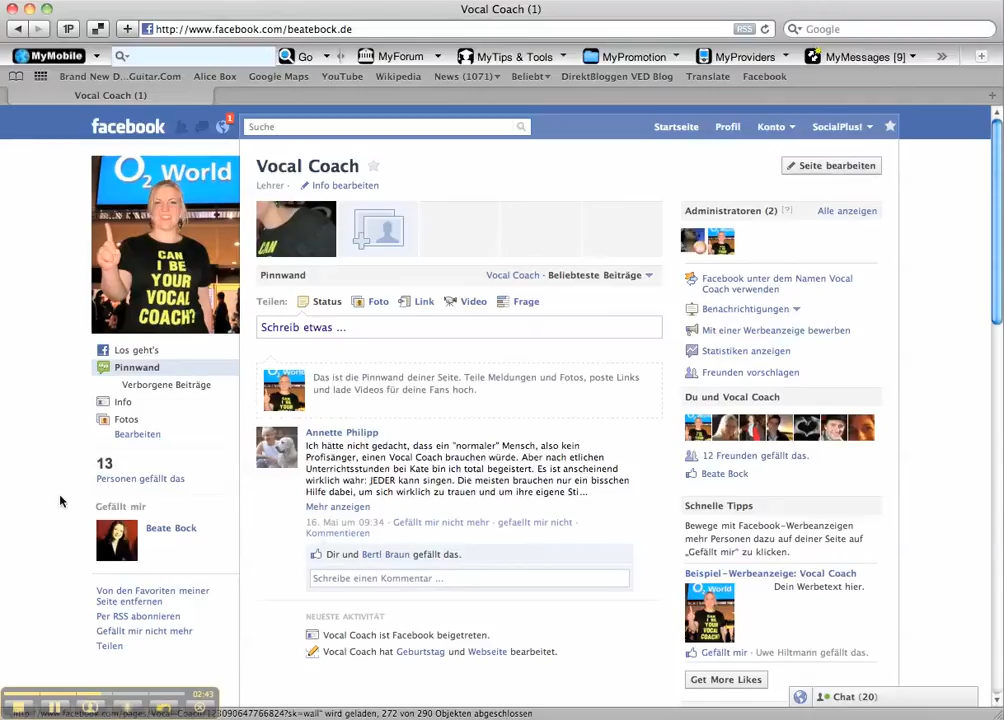 Vocal Coach (1)
1P + http://www.facebook.com/beatebock.de RSS Google
MyMobile Go MyForum MyTips & Tools MyPromotion MyProviders MyMessages [9] »
Brand New D...Guitar.Com Alice Box Google Maps YouTube Wikipedia News (1071) Beliebt DirektBloggen VED Blog Translate Facebook
Vocal Coach (1)
facebook 1 Suche Startseite Profil Konto SocialPlus!
O2 World
CAN
I BE
YOUR
VOCAL
COACH?
Los geht's
Pinnwand
Verborgene Beiträge
Info
Fotos
Bearbeiten
13
Personen gefällt das
Gefällt mir
Beate Bock
Von den Favoriten meiner
Seite entfernen
Per RSS abonnieren
Gefällt mir nicht mehr
Teilen
Vocal Coach
Seite bearbeiten
Lehrer · Info bearbeiten
CAN
Pinnwand Vocal Coach · Beliebteste Beiträge
Teilen: Status Foto Link Video Frage
Schreib etwas ...
Das ist die Pinnwand deiner Seite. Teile Meldungen und Fotos, poste Links
und lade Videos für deine Fans hoch.
Annette Philipp
Ich hätte nicht gedacht, dass ein "normaler" Mensch, also kein
Profisänger, einen Vocal Coach brauchen würde. Aber nach etlichen
Unterrichtsstunden bei Kate bin ich total begeistert. Es ist anscheinend
wirklich wahr: JEDER kann singen. Die meisten brauchen nur ein bisschen
Hilfe dabei, um sich wirklich zu trauen und um ihre eigene Sti...
Mehr anzeigen
16. Mai um 09:34 · Gefällt mir nicht mehr · gefaellt mir nicht ·
Kommentieren
Dir und Bertl Braun gefällt das.
Schreibe einen Kommentar ...
NEUESTE AKTIVITÄT
Vocal Coach ist Facebook beigetreten.
Vocal Coach hat Geburtstag und Webseite bearbeitet.
Administratoren (2) [?] Alle anzeigen
Facebook unter dem Namen Vocal
Coach verwenden
Benachrichtigungen
Mit einer Werbeanzeige bewerben
Statistiken anzeigen
Freunden vorschlagen
Du und Vocal Coach
12 Freunden gefällt das.
Beate Bock
Schnelle Tipps
Bewege mit Facebook-Werbeanzeigen
mehr Personen dazu auf deiner Seite auf
„Gefällt mir" zu klicken.
Beispiel-Werbeanzeige: Vocal Coach
Dein Werbetext hier.
Gefällt mir · Uwe Hiltmann gefällt das.
Get More Likes
Chat (20)
02:43